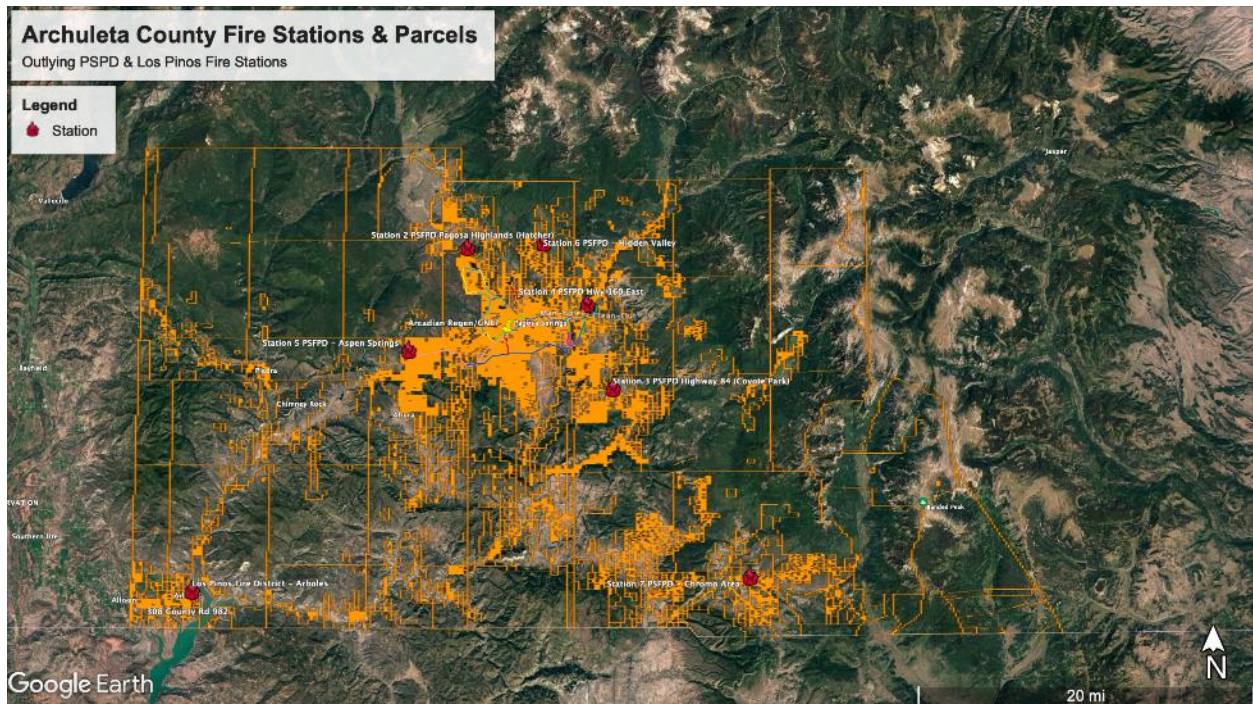 Archuleta County Fire Stations & Parcels
Outlying PSPD & Los Pinos Fire Stations
Legend
Station
Jasper
Vallecito
Station 2 PSFPD Pagosa Highlands (Hatcher)
Station 6 PSFPD - Hidden Valley
Station 4 PSFPD Hwy 160 East
Pagosa Springs
Station 5 PSFPD - Aspen Springs
Bayfield
Piedra
Station 3 PSFPD Highway 84 (Coyote Park)
Chimney Rock
RVATION
Banded Peak
Southern Ute
Los Pinos Fire District - Arboles
Station 7 PSFPD - Chromo Area
Allison
308 County Rd 982
N
Google Earth
20 mi